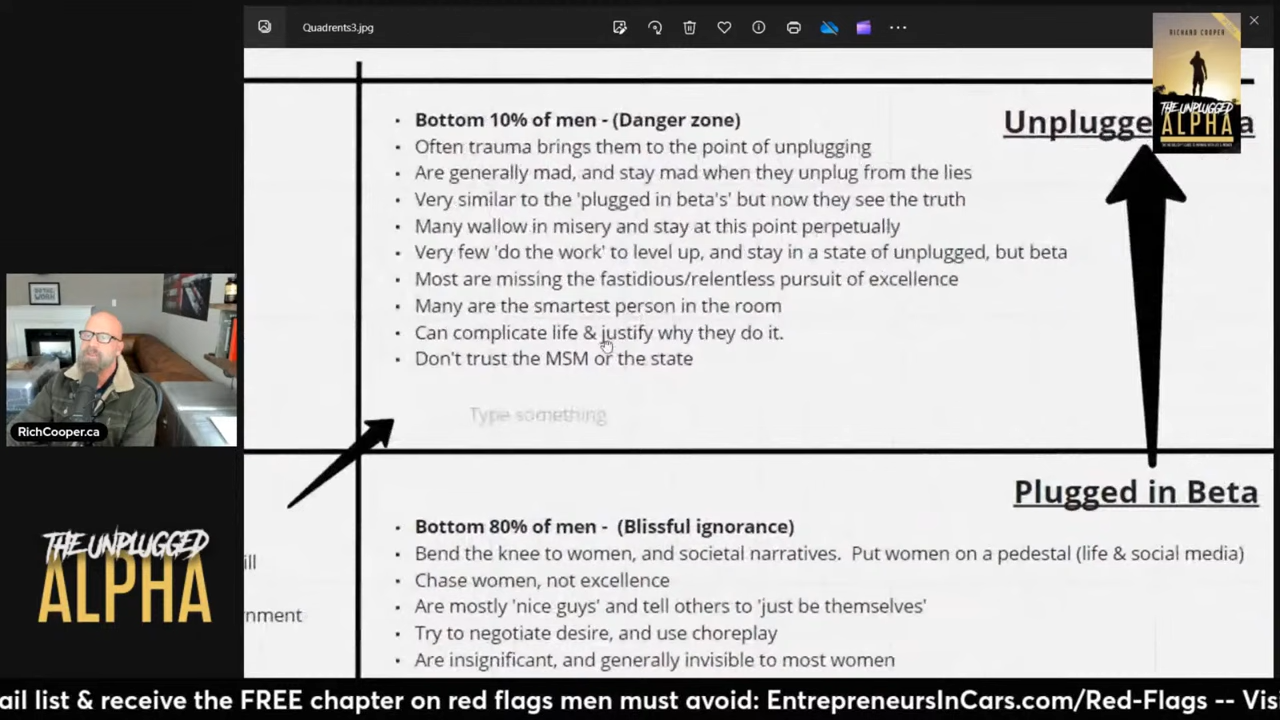 Quadrents3.jpg
RICHARD COOPER
THE UNPLUGGED
ALPHA
Unplugge a
Bottom 10% of men - (Danger zone)
Often trauma brings them to the point of unplugging
Are generally mad, and stay mad when they unplug from the lies
Very similar to the 'plugged in beta's' but now they see the truth
Many wallow in misery and stay at this point perpetually
Very few 'do the work' to level up, and stay in a state of unplugged, but beta
Most are missing the fastidious/relentless pursuit of excellence
Many are the smartest person in the room
Can complicate life & justify why they do it.
Don't trust the MSM or the state
Type something
RichCooper.ca
Plugged in Beta
Bottom 80% of men - (Blissful ignorance)
Bend the knee to women, and societal narratives. Put women on a pedestal (life & social media)
Chase women, not excellence
Are mostly 'nice guys' and tell others to 'just be themselves'
Try to negotiate desire, and use choreplay
Are insignificant, and generally invisible to most women
ill
nment
THE UNPLUGGED
ALPHA
ail list & receive the FREE chapter on red flags men must avoid: EntrepreneursInCars.com/Red-Flags -- Vis